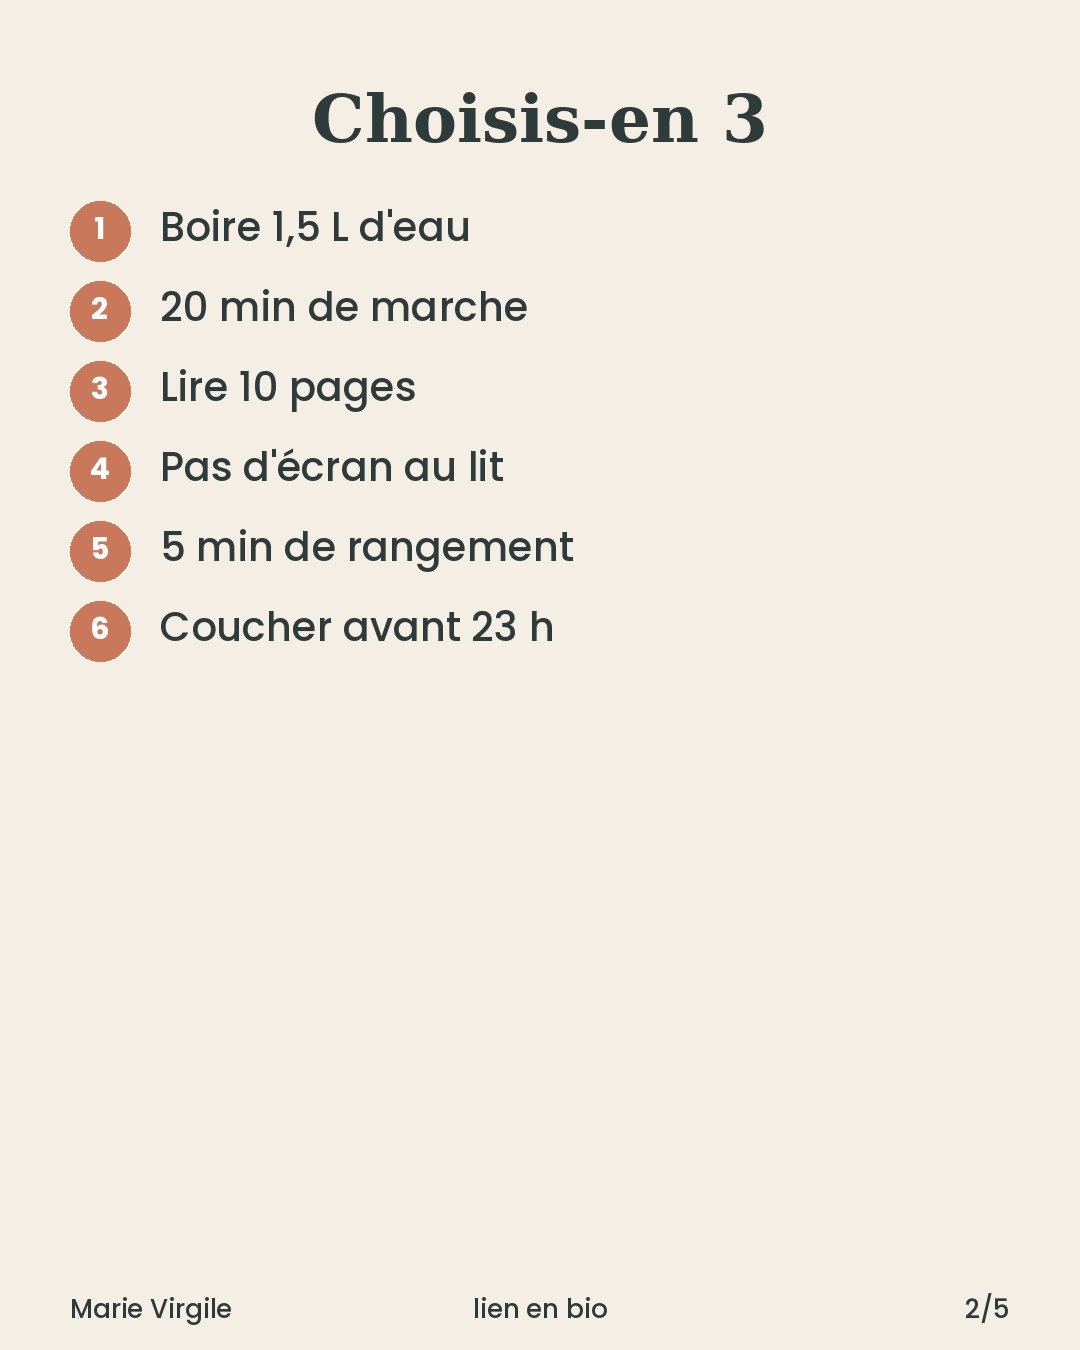 Choisis-en 3
1 Boire 1,5 L d'eau
2 20 min de marche
3 Lire 10 pages
4 Pas d'écran au lit
5 5 min de rangement
6 Coucher avant 23 h
Marie Virgile lien en bio 2/5